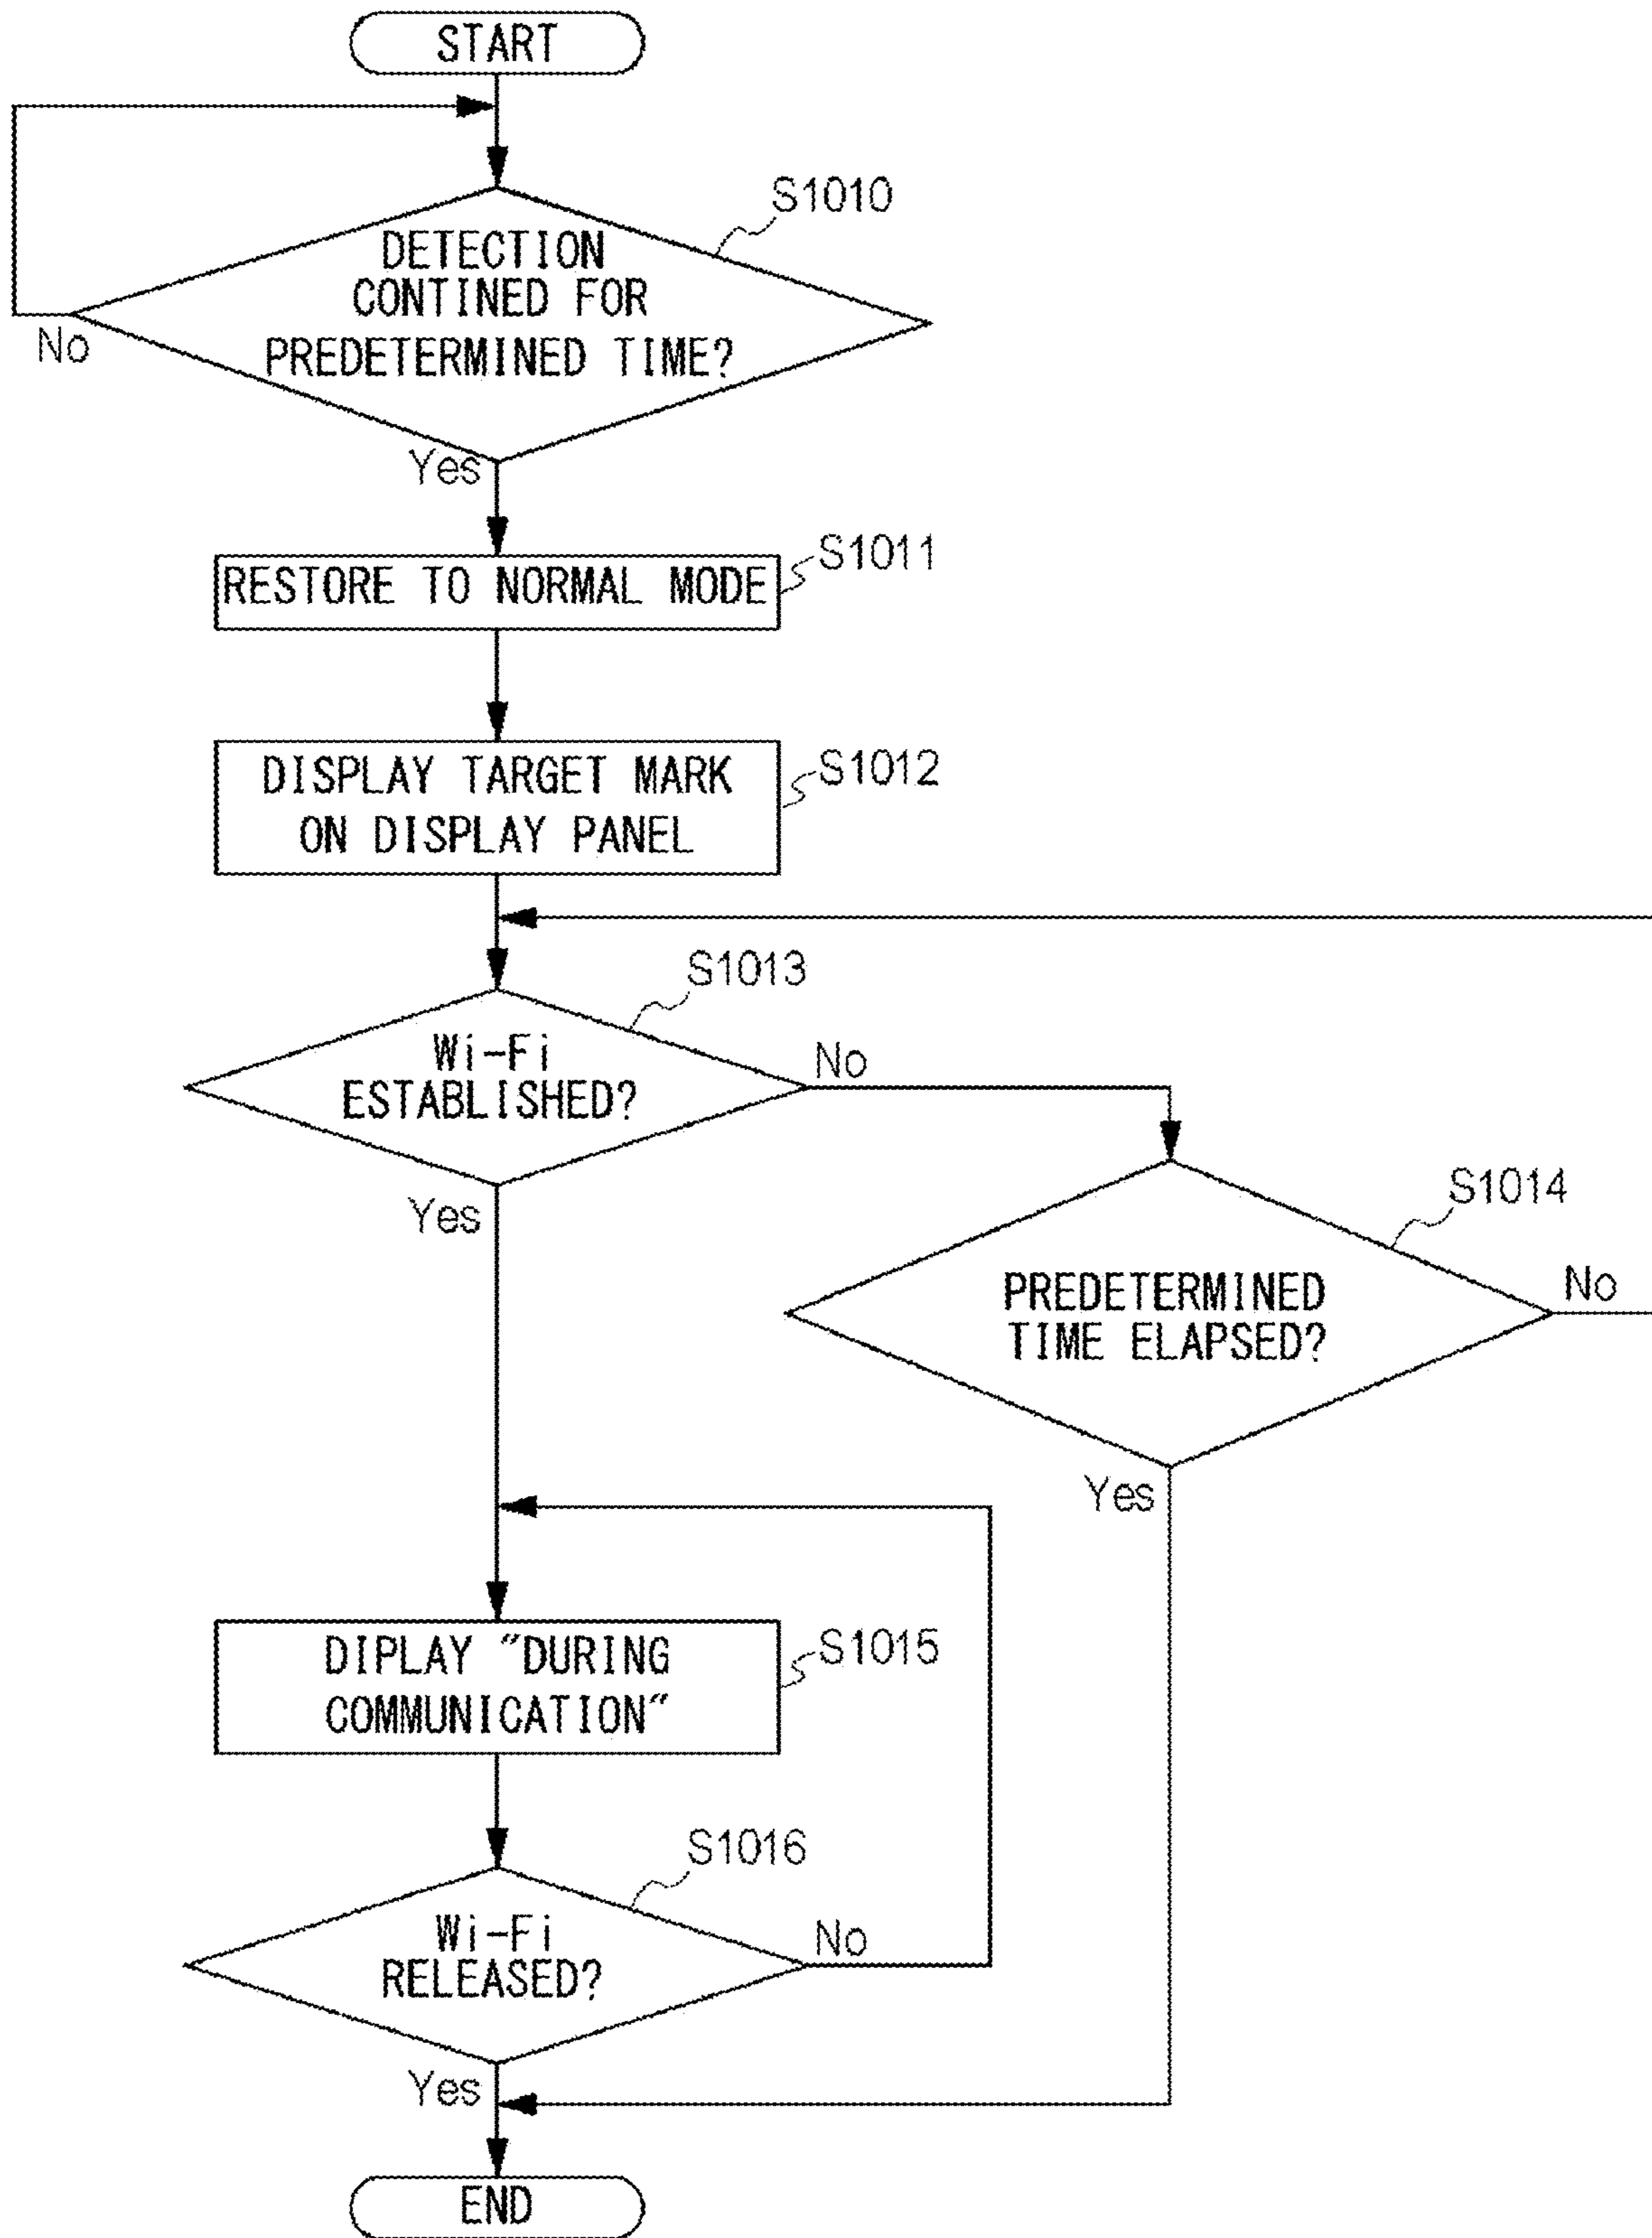 START
S1010
DETECTION
CONTINED FOR
PREDETERMINED TIME?
No
Yes
S1011
RESTORE TO NORMAL MODE
S1012
DISPLAY TARGET MARK
ON DISPLAY PANEL
S1013
Wi-Fi
ESTABLISHED?
No
Yes
S1014
PREDETERMINED
TIME ELAPSED?
No
Yes
S1015
DIPLAY "DURING
COMMUNICATION"
S1016
Wi-Fi
RELEASED?
No
Yes
END